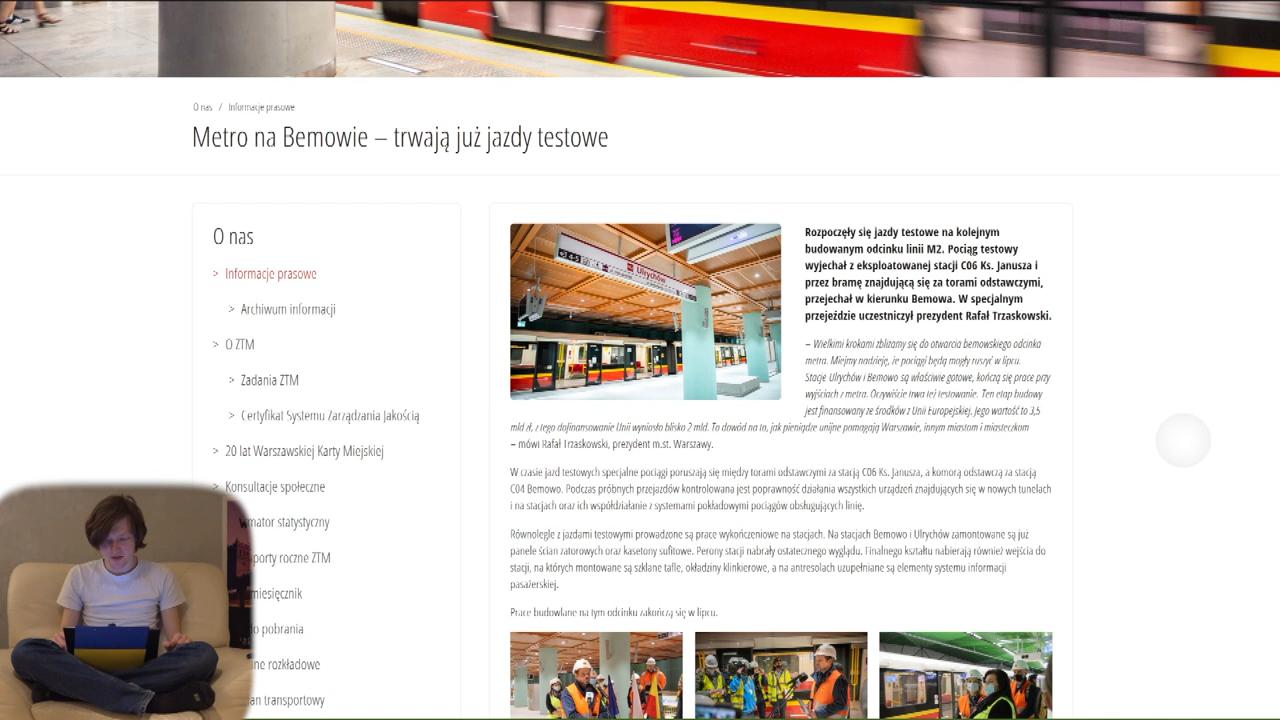 O nas / Informacje prasowe
Metro na Bemowie – trwają już jazdy testowe
O nas
> Informacje prasowe
> Archiwum informacji
> O ZTM
> Zadania ZTM
> Certyfikat Systemu Zarządzania Jakością
> 20 lat Warszawskiej Karty Miejskiej
> Konsultacje społeczne
statystyczny
roczne ZTM
pobrania
rozkładowe
transportowy
Ulrychów
Rozpoczęły się jazdy testowe na kolejnym
budowanym odcinku linii M2. Pociąg testowy
wyjechał z eksploatowanej stacji C06 Ks. Janusza i
przez bramę znajdującą się za torami odstawczymi,
przejechał w kierunku Bemowa. W specjalnym
przejeździe uczestniczył prezydent Rafał Trzaskowski.
– Wielkimi krokami zbliżamy się do otwarcia bemowskiego odcinka
metra. Miejmy nadzieję, że pociągi będą mogły ruszyć w lipcu.
Stacje Ulrychów i Bemowo są właściwie gotowe, kończą się prace przy
wyjściach z metra. Oczywiście trwa też testowanie. Ten etap budowy
jest finansowany ze środków z Unii Europejskiej. Jego wartość to 3,5
mld zł, z tego dofinansowanie Unii wyniosło blisko 2 mld. To dowód na to, jak pieniądze unijne pomagają Warszawie, innym miastom i miasteczkom
– mówi Rafał Trzaskowski, prezydent m.st. Warszawy.
W czasie jazd testowych specjalne pociągi poruszają się między torami odstawczymi za stacją C06 Ks. Janusza, a komorą odstawczą za stacją
C04 Bemowo. Podczas próbnych przejazdów kontrolowana jest poprawność działania wszystkich urządzeń znajdujących się w nowych tunelach
i na stacjach oraz ich współdziałanie z systemami pokładowymi pociągów obsługujących linię.
Równolegle z jazdami testowymi prowadzone są prace wykończeniowe na stacjach. Na stacjach Bemowo i Ulrychów zamontowane są już
panele ścian zatorowych oraz kasetony sufitowe. Perony stacji nabrały ostatecznego wyglądu. Finalnego kształtu nabierają również wejścia do
stacji, na których montowane są szklane tafle, okładziny klinkierowe, a na antresolach uzupełniane są elementy systemu informacji
pasażerskiej.
Prace budowlane na tym odcinku zakończą się w lipcu.